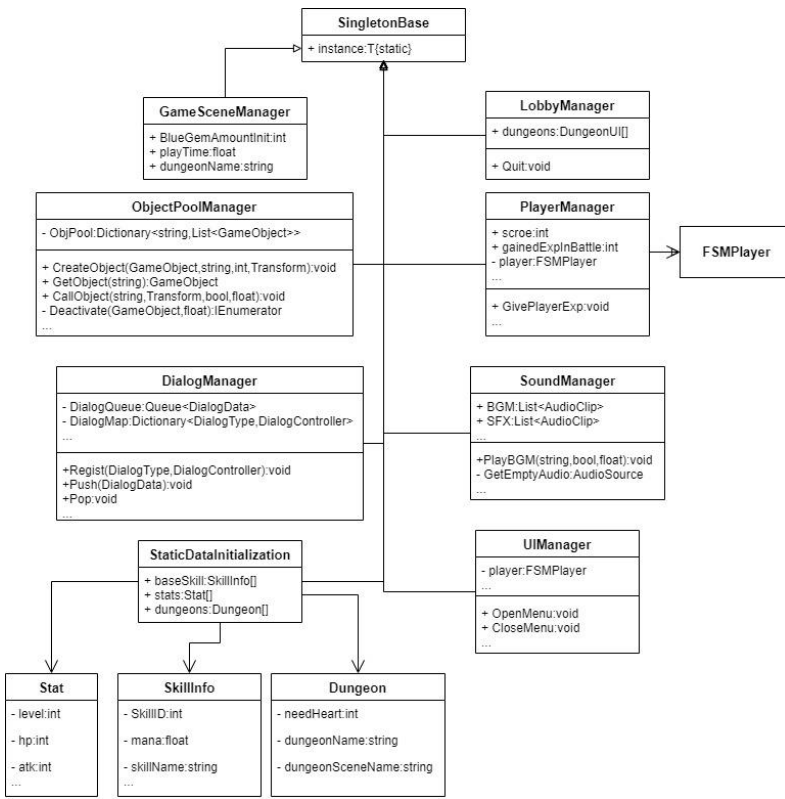 SingletonBase
+ instance:T{static}
GameSceneManager
+ BlueGemAmountInit:int
+ playTime:float
+ dungeonName:string
LobbyManager
+ dungeons:DungeonUI[]
+ Quit:void
ObjectPoolManager
- ObjPool:Dictionary<string,List<GameObject>>
+ CreateObject(GameObject,string,int,Transform):void
+ GetObject(string):GameObject
+ CallObject(string,Transform,bool,float):void
- Deactivate(GameObject,float):IEnumerator
...
PlayerManager
+ scroe:int
+ gainedExpInBattle:int
- player:FSMPlayer
...
+ GivePlayerExp:void
...
FSMPlayer
DialogManager
- DialogQueue:Queue<DialogData>
- DialogMap:Dictionary<DialogType,DialogController>
...
+Regist(DialogType,DialogController):void
+Push(DialogData):void
+Pop:void
...
SoundManager
+ BGM:List<AudioClip>
+ SFX:List<AudioClip>
...
+PlayBGM(string,bool,float):void
- GetEmptyAudio:AudioSource
...
StaticDataInitialization
+ baseSkill:SkillInfo[]
+ stats:Stat[]
+ dungeons:Dungeon[]
UIManager
- player:FSMPlayer
...
+ OpenMenu:void
+ CloseMenu:void
...
Stat
- level:int
- hp:int
- atk:int
...
SkillInfo
- SkillID:int
- mana:float
- skillName:string
...
Dungeon
- needHeart:int
- dungeonName:string
- dungeonSceneName:string